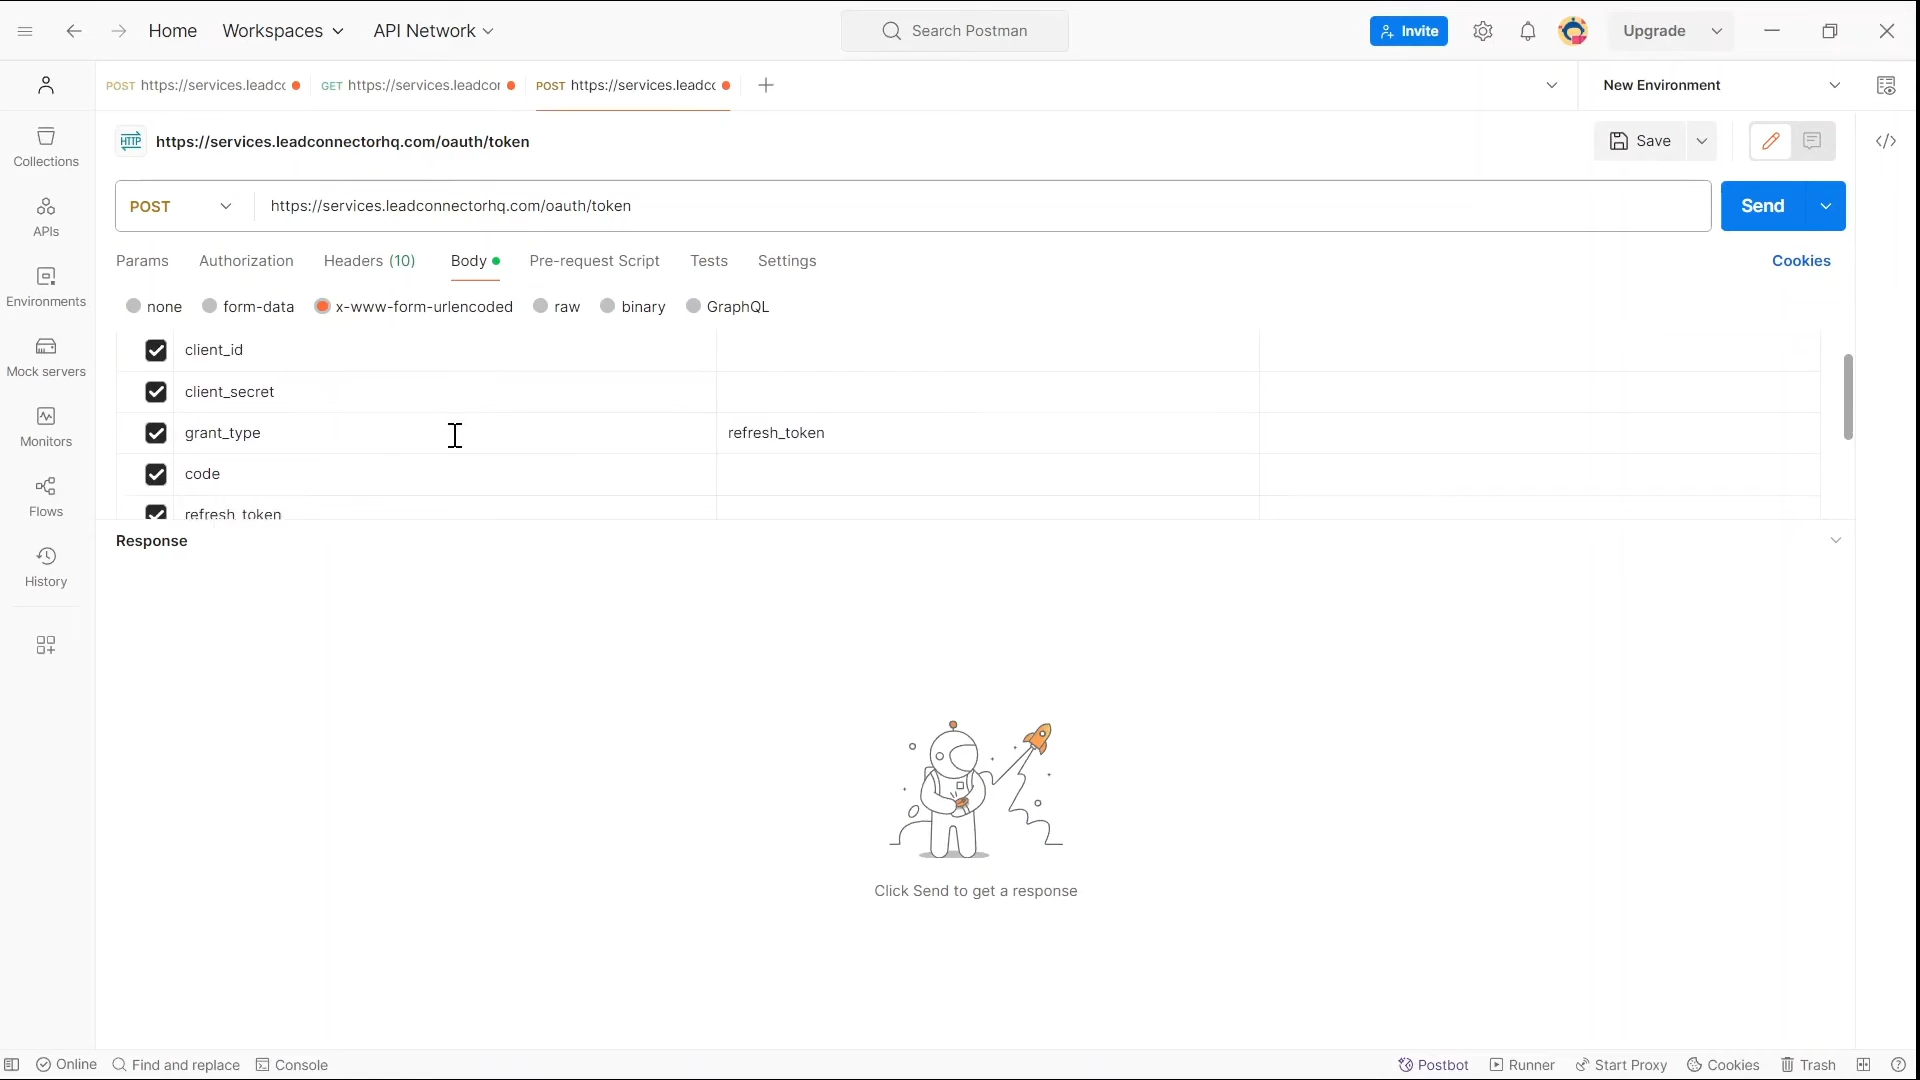 Home
Workspaces
API Network
Search Postman
Invite
Upgrade
POST https://services.leadcc
GET https://services.leadcor
POST https://services.leadcc
New Environment
HTTP https://services.leadconnectorhq.com/oauth/token
Save
</>
POST
https://services.leadconnectorhq.com/oauth/token
Send
Params
Authorization
Headers (10)
Body
Pre-request Script
Tests
Settings
Cookies
none
form-data
x-www-form-urlencoded
raw
binary
GraphQL
client_id
client_secret
grant_type
refresh_token
code
refresh_token
Response
Click Send to get a response
Collections
APIs
Environments
Mock servers
Monitors
Flows
History
Online
Find and replace
Console
Postbot
Runner
Start Proxy
Cookies
Trash